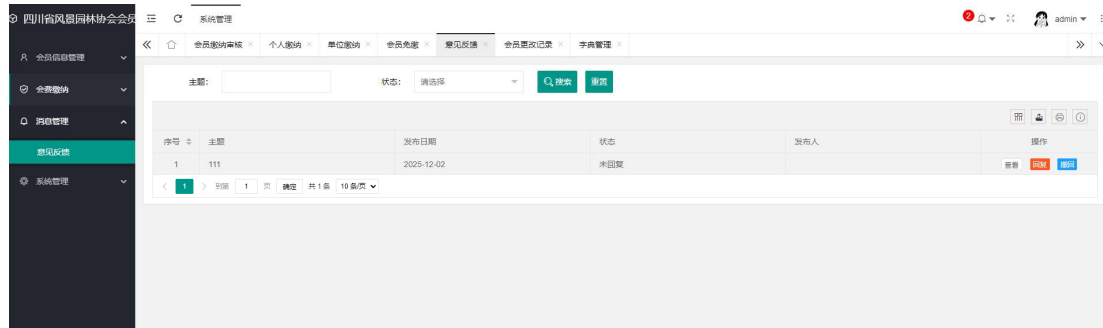 四川省风景园林协会会员
系统管理
2
admin
会员缴纳审核 × 个人缴纳 × 单位缴纳 × 会员免缴 × 意见反馈 × 会员更改记录 × 字典管理 ×
会员信息管理
会费缴纳
消息管理
意见反馈
系统管理
主题: 状态: 请选择 搜索 重置
序号 主题 发布日期 状态 发布人 操作
1 111 2025-12-02 未回复 查看 回复 撤回
< 1 > 到第 1 页 确定 共 1 条 10 条/页